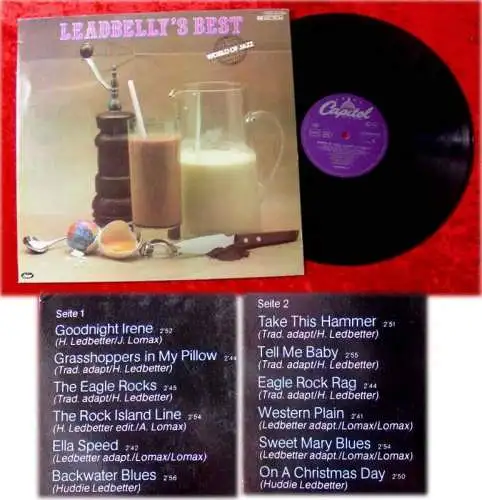 LEADBELLY'S BEST
WORLD OF JAZZ
Capitol
Seite 1
Goodnight Irene 2'52
(H. Ledbetter/J. Lomax)
Grasshoppers in My Pillow 2'44
(Trad. adapt/H. Ledbetter)
The Eagle Rocks 2'45
(Trad. adapt/H. Ledbetter)
The Rock Island Line 2'54
(H. Ledbetter edit./A. Lomax)
Ella Speed 2'42
(Ledbetter adapt./Lomax/Lomax)
Backwater Blues 2'56
(Huddie Ledbetter)
Seite 2
Take This Hammer 2'51
(Trad. adapt/H. Ledbetter)
Tell Me Baby 2'55
(Trad. adapt/H. Ledbetter)
Eagle Rock Rag 2'44
(Trad. adapt/H. Ledbetter)
Western Plain 2'41
(Ledbetter adapt./Lomax/Lomax)
Sweet Mary Blues 2'54
(Ledbetter adapt./Lomax/Lomax)
On A Christmas Day 2'50
(Huddie Ledbetter)